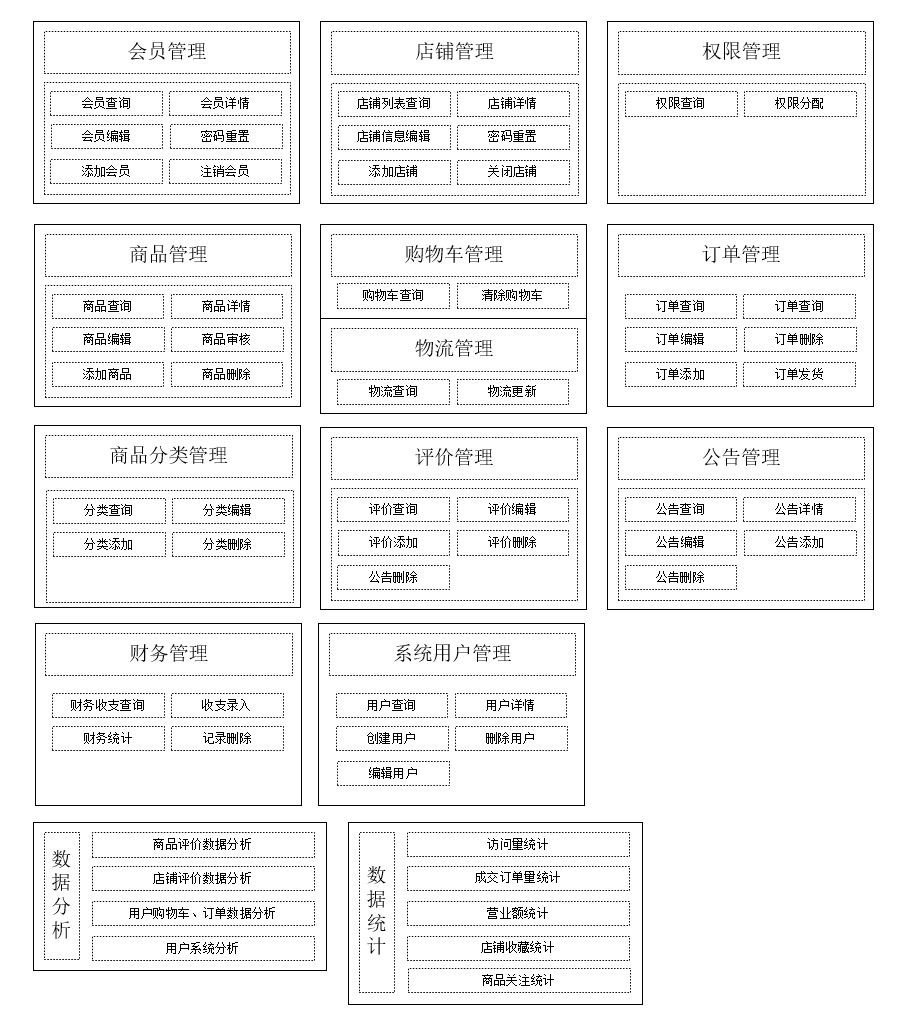 会员管理
会员查询
会员详情
会员编辑
密码重置
添加会员
注销会员
店铺管理
店铺列表查询
店铺详情
店铺信息编辑
密码重置
添加店铺
关闭店铺
权限管理
权限查询
权限分配
商品管理
商品查询
商品详情
商品编辑
商品审核
添加商品
商品删除
购物车管理
购物车查询
清除购物车
物流管理
物流查询
物流更新
订单管理
订单查询
订单查询
订单编辑
订单删除
订单添加
订单发货
商品分类管理
分类查询
分类编辑
分类添加
分类删除
评价管理
评价查询
评价编辑
评价添加
评价删除
公告删除
公告管理
公告查询
公告详情
公告编辑
公告添加
公告删除
财务管理
财务收支查询
收支录入
财务统计
记录删除
系统用户管理
用户查询
用户详情
创建用户
删除用户
编辑用户
数据分析
商品评价数据分析
店铺评价数据分析
用户购物车、订单数据分析
用户系统分析
数据统计
访问量统计
成交订单量统计
营业额统计
店铺收藏统计
商品关注统计